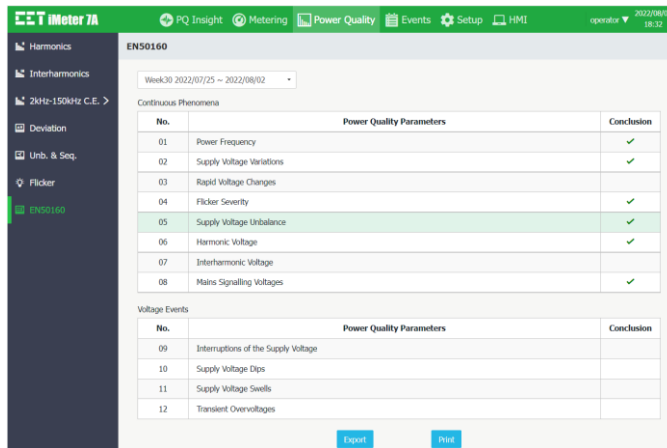 CET iMeter 7A PQ Insight Metering Power Quality Events Setup HMI operator ▼ 2022/08/0
18:32
Harmonics
Interharmonics
2kHz-150kHz C.E. >
Deviation
Unb. & Seq.
Flicker
EN50160
EN50160
Week30 2022/07/25 ~ 2022/08/02
Continuous Phenomena
No. Power Quality Parameters Conclusion
01 Power Frequency ✓
02 Supply Voltage Variations ✓
03 Rapid Voltage Changes
04 Flicker Severity ✓
05 Supply Voltage Unbalance ✓
06 Harmonic Voltage ✓
07 Interharmonic Voltage
08 Mains Signalling Voltages ✓
Voltage Events
No. Power Quality Parameters Conclusion
09 Interruptions of the Supply Voltage
10 Supply Voltage Dips
11 Supply Voltage Swells
12 Transient Overvoltages
Export Print